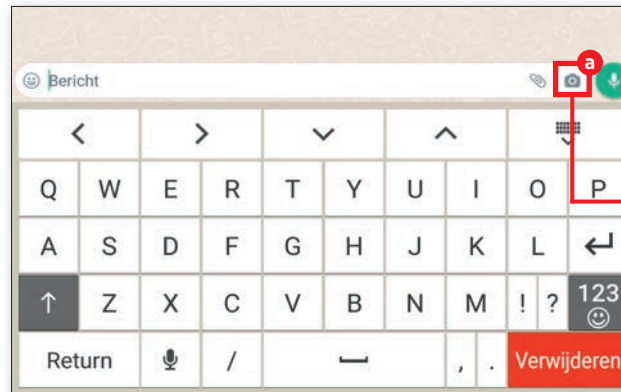 a
Bericht
Q W E R T Y U I O P
A S D F G H J K L
Z X C V B N M ! ? 123
Return / , . Verwijderen